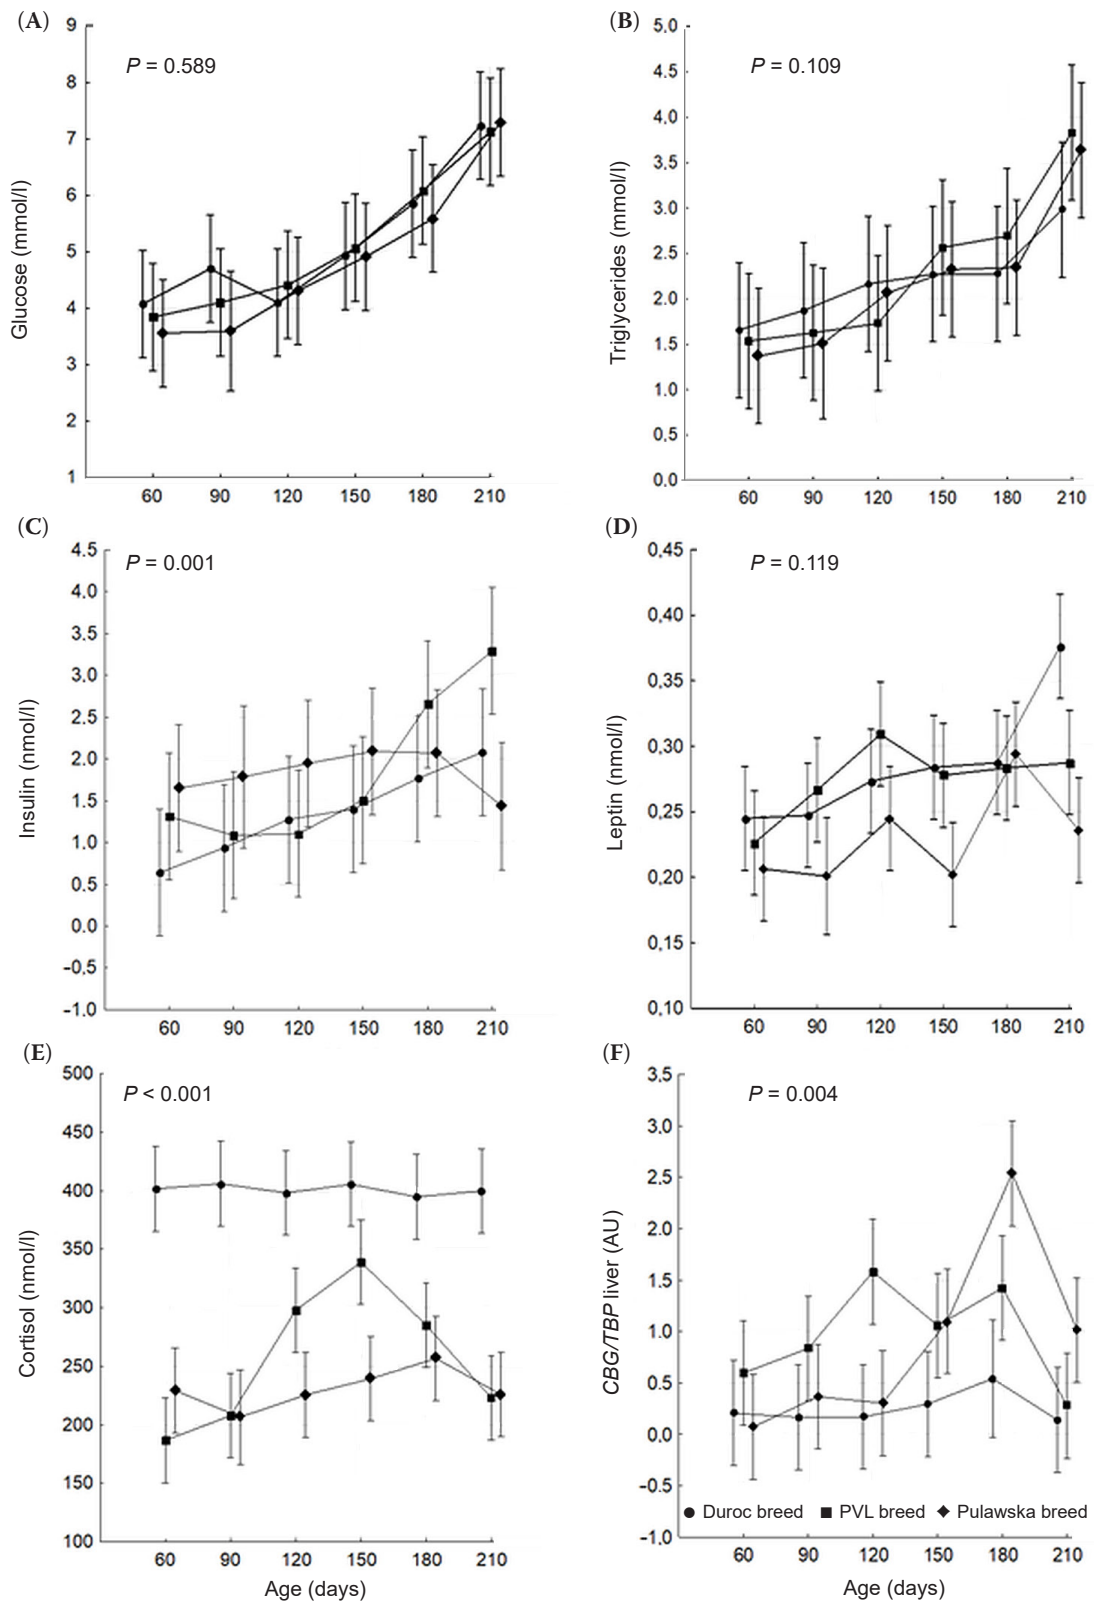 (A)
P = 0.589
Glucose (mmol/l)
9
8
7
6
5
4
3
2
1
60 90 120 150 180 210
(B)
P = 0.109
Triglycerides (mmol/l)
5.0
4.5
4.0
3.5
3.0
2.5
2.0
1.5
1.0
0.5
0.0
60 90 120 150 180 210
(C)
P = 0.001
Insulin (nmol/l)
4.5
4.0
3.5
3.0
2.5
2.0
1.5
1.0
0.5
0.0
−0.5
−1.0
60 90 120 150 180 210
(D)
P = 0.119
Leptin (nmol/l)
0,45
0,40
0,35
0,30
0,25
0,20
0,15
0,10
60 90 120 150 180 210
(E)
P < 0.001
Cortisol (nmol/l)
500
450
400
350
300
250
200
150
100
60 90 120 150 180 210
Age (days)
(F)
P = 0.004
CBG/TBP liver (AU)
3,5
3.0
2.5
2.0
1.5
1.0
0.5
0.0
−0.5
−1.0
Duroc breed PVL breed Pulawska breed
60 90 120 150 180 210
Age (days)